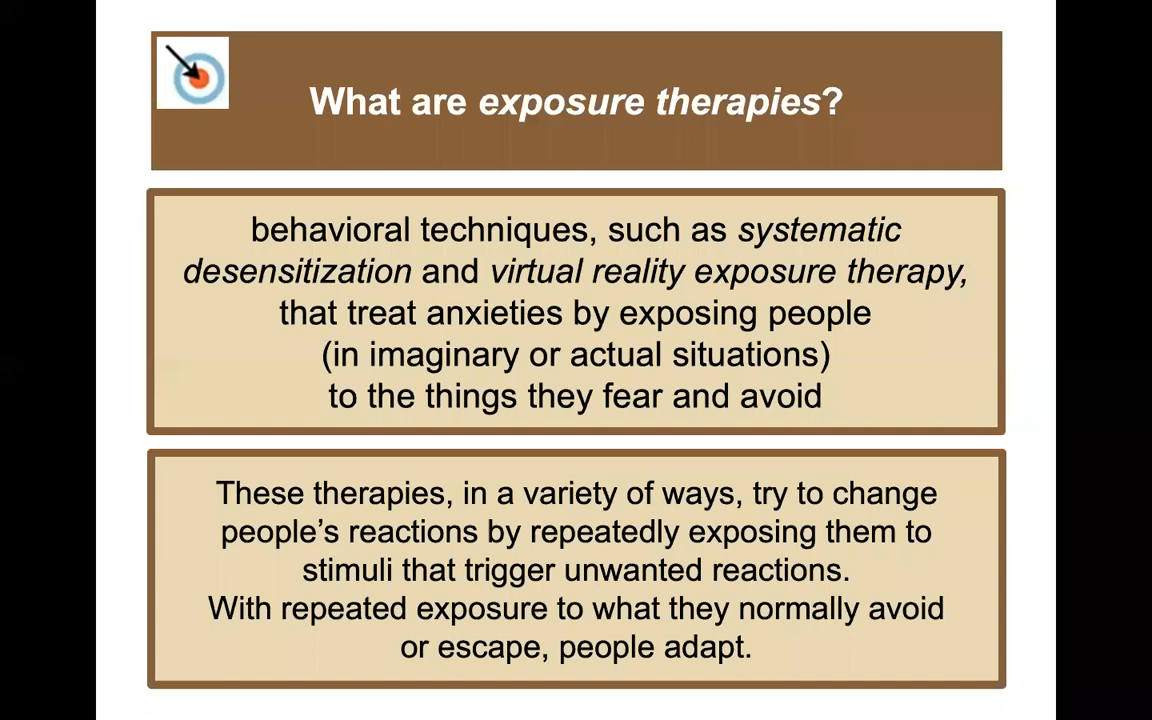 What are exposure therapies?
behavioral techniques, such as systematic
desensitization and virtual reality exposure therapy,
that treat anxieties by exposing people
(in imaginary or actual situations)
to the things they fear and avoid
These therapies, in a variety of ways, try to change
people’s reactions by repeatedly exposing them to
stimuli that trigger unwanted reactions.
With repeated exposure to what they normally avoid
or escape, people adapt.